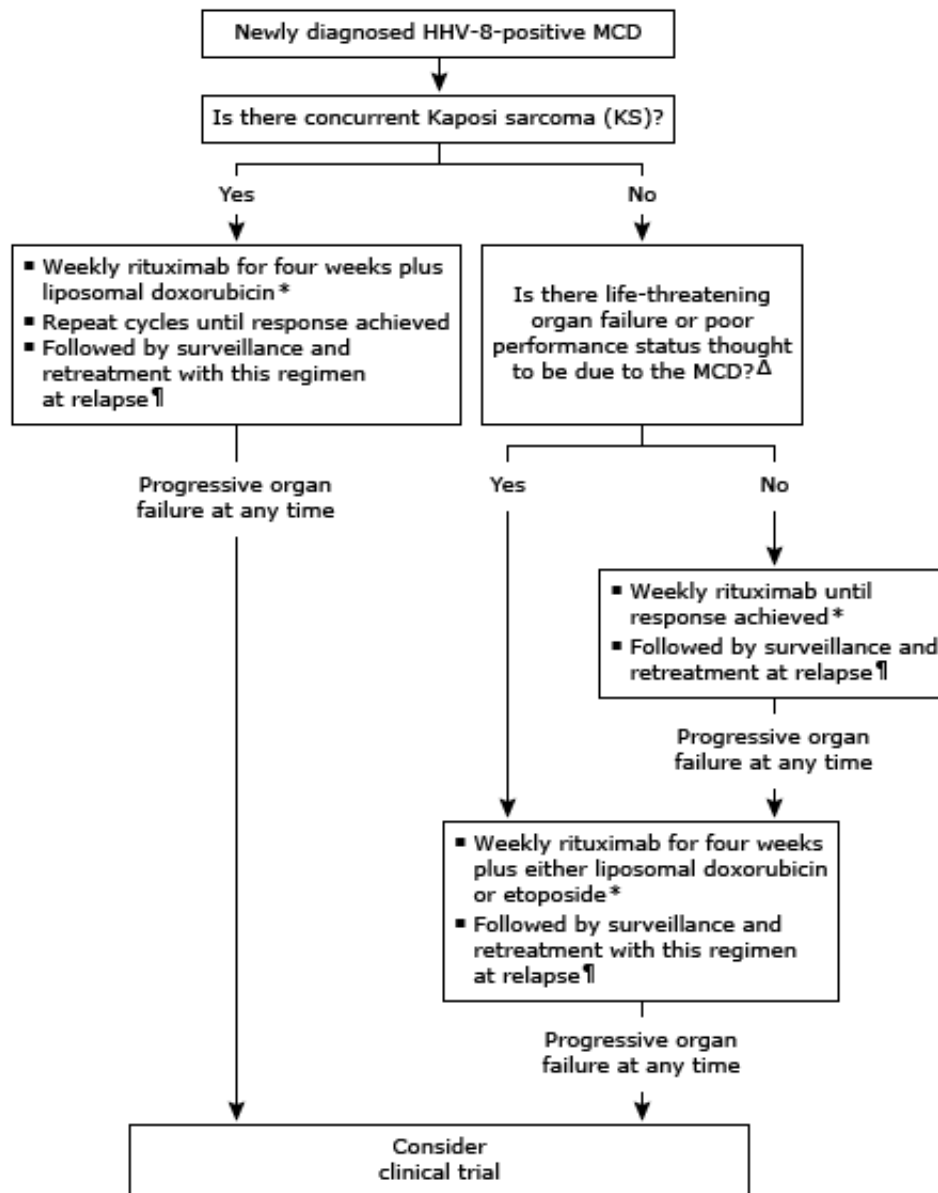 Newly diagnosed HHV-8-positive MCD
Is there concurrent Kaposi sarcoma (KS)?
Yes
No
▪ Weekly rituximab for four weeks plus
liposomal doxorubicin*
▪ Repeat cycles until response achieved
▪ Followed by surveillance and
retreatment with this regimen
at relapse¶
Is there life-threatening
organ failure or poor
performance status thought
to be due to the MCD?Δ
Progressive organ
failure at any time
Yes
No
▪ Weekly rituximab until
response achieved*
▪ Followed by surveillance and
retreatment at relapse¶
Progressive organ
failure at any time
▪ Weekly rituximab for four weeks
plus either liposomal doxorubicin
or etoposide*
▪ Followed by surveillance and
retreatment with this regimen
at relapse¶
Progressive organ
failure at any time
Consider
clinical trial